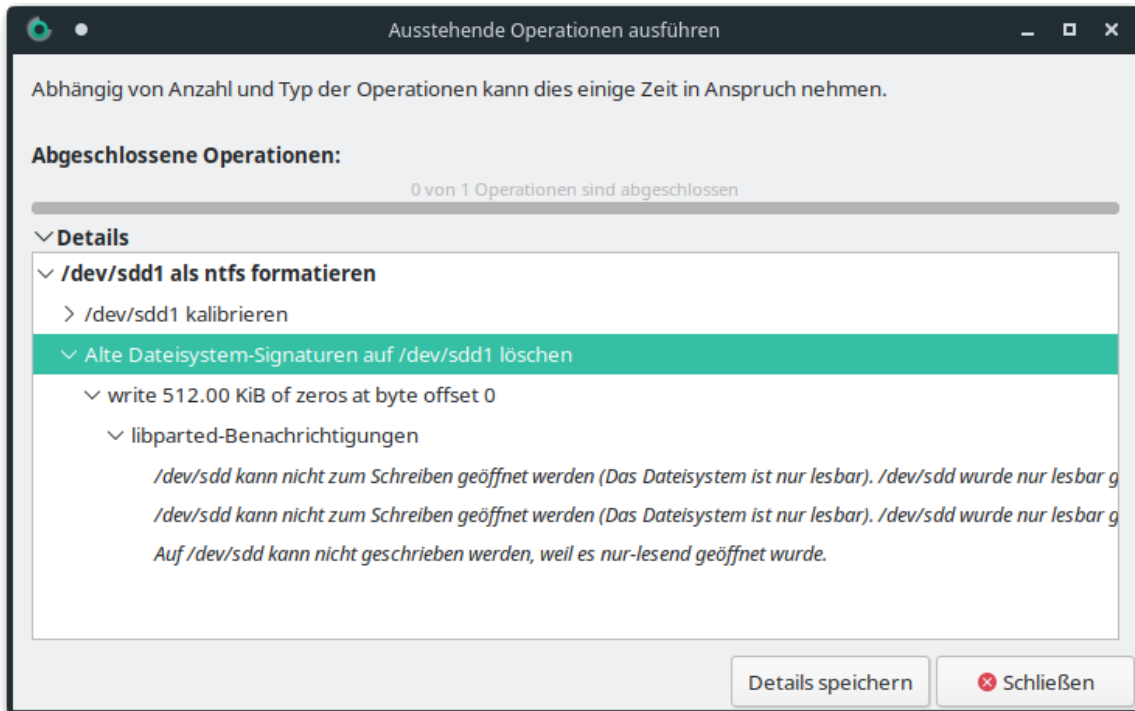 Ausstehende Operationen ausführen
Abhängig von Anzahl und Typ der Operationen kann dies einige Zeit in Anspruch nehmen.
Abgeschlossene Operationen:
0 von 1 Operationen sind abgeschlossen
Details
/dev/sdd1 als ntfs formatieren
/dev/sdd1 kalibrieren
Alte Dateisystem-Signaturen auf /dev/sdd1 löschen
write 512.00 KiB of zeros at byte offset 0
libparted-Benachrichtigungen
/dev/sdd kann nicht zum Schreiben geöffnet werden (Das Dateisystem ist nur lesbar). /dev/sdd wurde nur lesbar g
/dev/sdd kann nicht zum Schreiben geöffnet werden (Das Dateisystem ist nur lesbar). /dev/sdd wurde nur lesbar g
Auf /dev/sdd kann nicht geschrieben werden, weil es nur-lesend geöffnet wurde.
Details speichern
Schließen